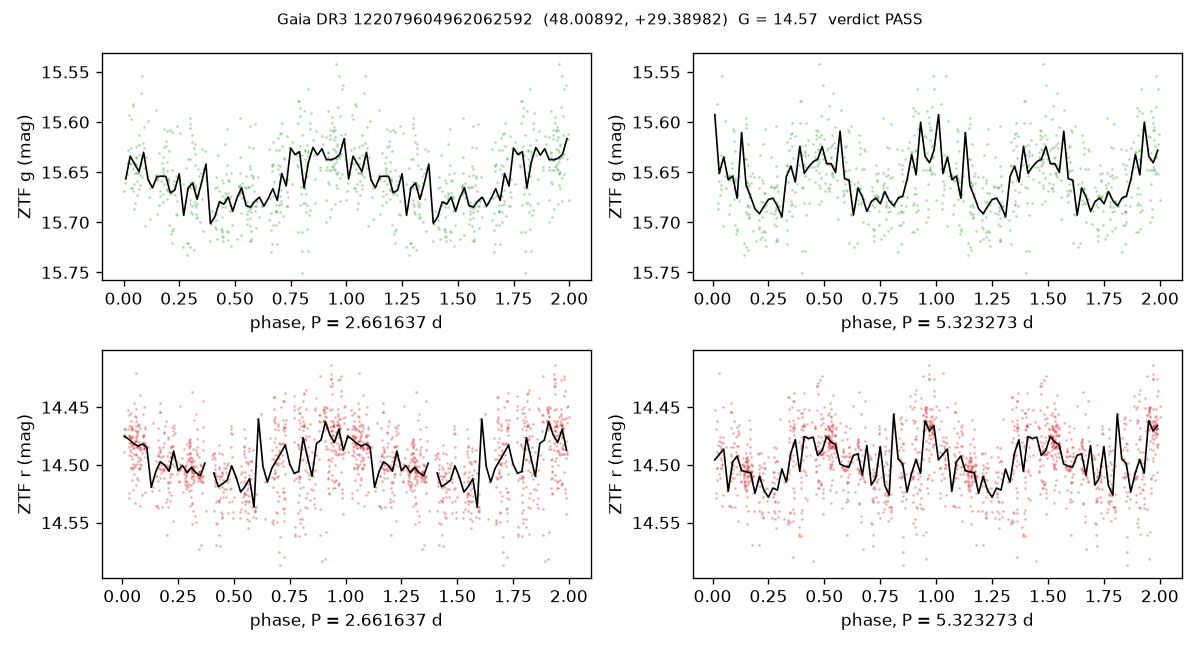 Gaia DR3 122079604962062592 (48.00892, +29.38982) G = 14.57 verdict PASS
ZTF g (mag)
15.55
15.60
15.65
15.70
15.75
0.00 0.25 0.50 0.75 1.00 1.25 1.50 1.75 2.00
phase, P = 2.661637 d
ZTF g (mag)
15.55
15.60
15.65
15.70
15.75
0.00 0.25 0.50 0.75 1.00 1.25 1.50 1.75 2.00
phase, P = 5.323273 d
ZTF r (mag)
14.45
14.50
14.55
0.00 0.25 0.50 0.75 1.00 1.25 1.50 1.75 2.00
phase, P = 2.661637 d
ZTF r (mag)
14.45
14.50
14.55
0.00 0.25 0.50 0.75 1.00 1.25 1.50 1.75 2.00
phase, P = 5.323273 d